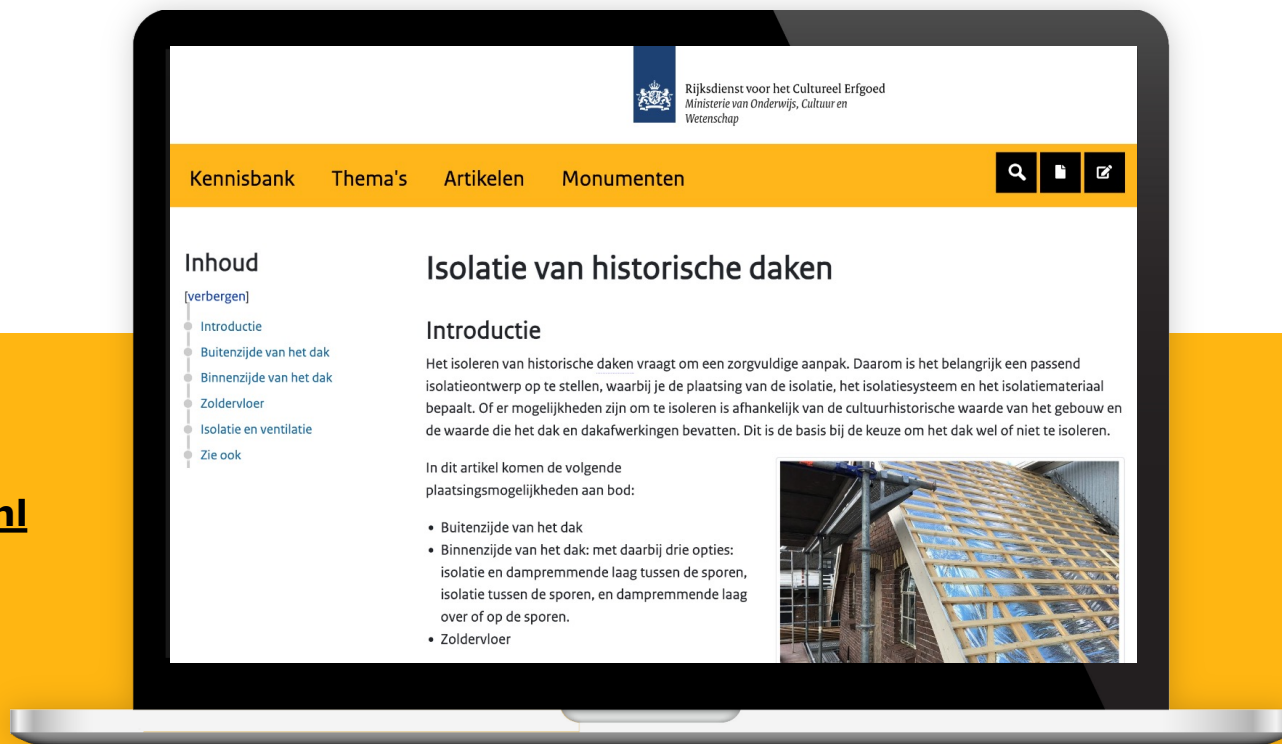 Rijksdienst voor het Cultureel Erfgoed
Ministerie van Onderwijs, Cultuur en
Wetenschap
Kennisbank Thema's Artikelen Monumenten
Inhoud
[verbergen]
Introductie
Buitenzijde van het dak
Binnenzijde van het dak
Zoldervloer
Isolatie en ventilatie
Zie ook
Isolatie van historische daken
Introductie
Het isoleren van historische daken vraagt om een zorgvuldige aanpak. Daarom is het belangrijk een passend
isolatieontwerp op te stellen, waarbij je de plaatsing van de isolatie, het isolatiesysteem en het isolatiemateriaal
bepaalt. Of er mogelijkheden zijn om te isoleren is afhankelijk van de cultuurhistorische waarde van het gebouw en
de waarde die het dak en dakafwerkingen bevatten. Dit is de basis bij de keuze om het dak wel of niet te isoleren.
In dit artikel komen de volgende
plaatsingsmogelijkheden aan bod:
• Buitenzijde van het dak
• Binnenzijde van het dak: met daarbij drie opties:
isolatie en dampremmende laag tussen de sporen,
isolatie tussen de sporen, en dampremmende laag
over of op de sporen.
• Zoldervloer
nl